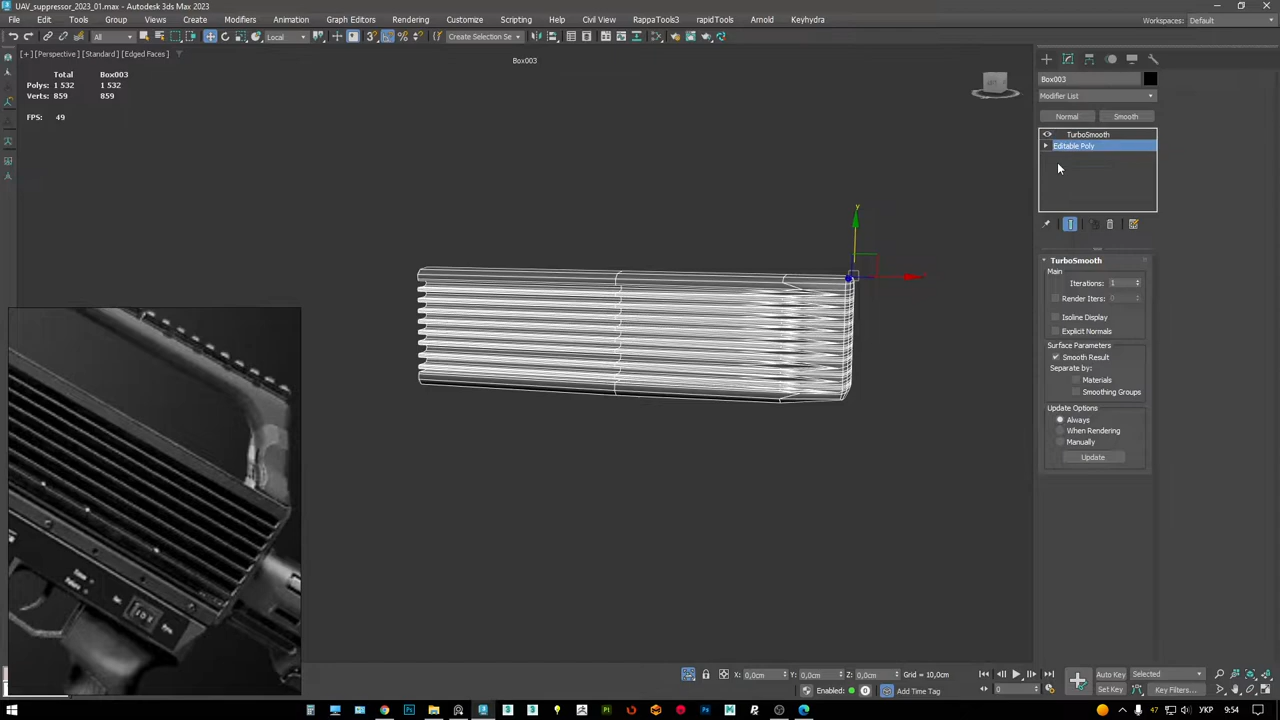 UAV_suppressor_2023_01.max - Autodesk 3ds Max 2023
File Edit Tools Group Views Create Modifiers Animation Graph Editors Rendering Customize Scripting Help Civil View RappaTools3 rapidTools Arnold Keyhydra
Workspaces: Default
All Local Create Selection Se
[+] [Perspective] [Standard] [Edged Faces]
Box003
Total Box003
Polys: 1 532 1 532
Verts: 859 859
FPS: 49
Box003
Modifier List
Normal Smooth
TurboSmooth
Editable Poly
TurboSmooth
Main
Iterations: 1
Render Iters: 0
Isoline Display
Explicit Normals
Surface Parameters
Smooth Result
Separate by:
Materials
Smoothing Groups
Update Options
Always
When Rendering
Manually
Update
y
X: 0,0cm Y: 0,0cm Z: 0,0cm Grid = 10,0cm
Enabled: Add Time Tag
0
Auto Key Selected
Set Key Key Filters...
47 УКР 9:54